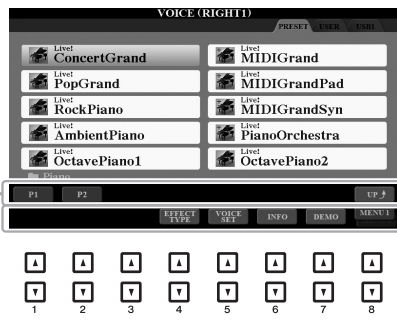 VOICE (RIGHT1)
PRESET USER USB1
Live! ConcertGrand
Live! MIDIGrand
Live! PopGrand
Live! MIDIGrandPad
Live! RockPiano
Live! MIDIGrandSyn
Live! AmbientPiano
Live! PianoOrchestra
Live! OctavePiano1
Live! OctavePiano2
Piano
P1 P2 UP
EFFECT TYPE VOICE SET INFO DEMO MENU 1
1 2 3 4 5 6 7 8